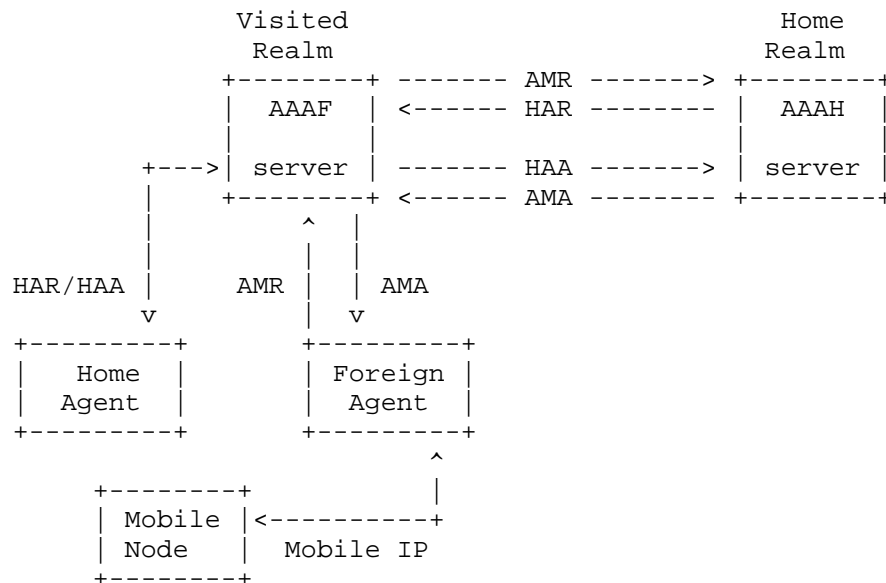 Visited Home
Realm Realm
+--------+ ------- AMR -------> +--------+
| AAAF | <------ HAR -------- | AAAH |
| | | |
+--->| server | ------- HAA -------> | server |
| +--------+ <------ AMA -------- +--------+
| ^ |
| | |
HAR/HAA | AMR | | AMA
v | v
+---------+ +---------+
| Home | | Foreign |
| Agent | | Agent |
+---------+ +---------+
^
+--------+ |
| Mobile |<----------+
| Node | Mobile IP
+--------+